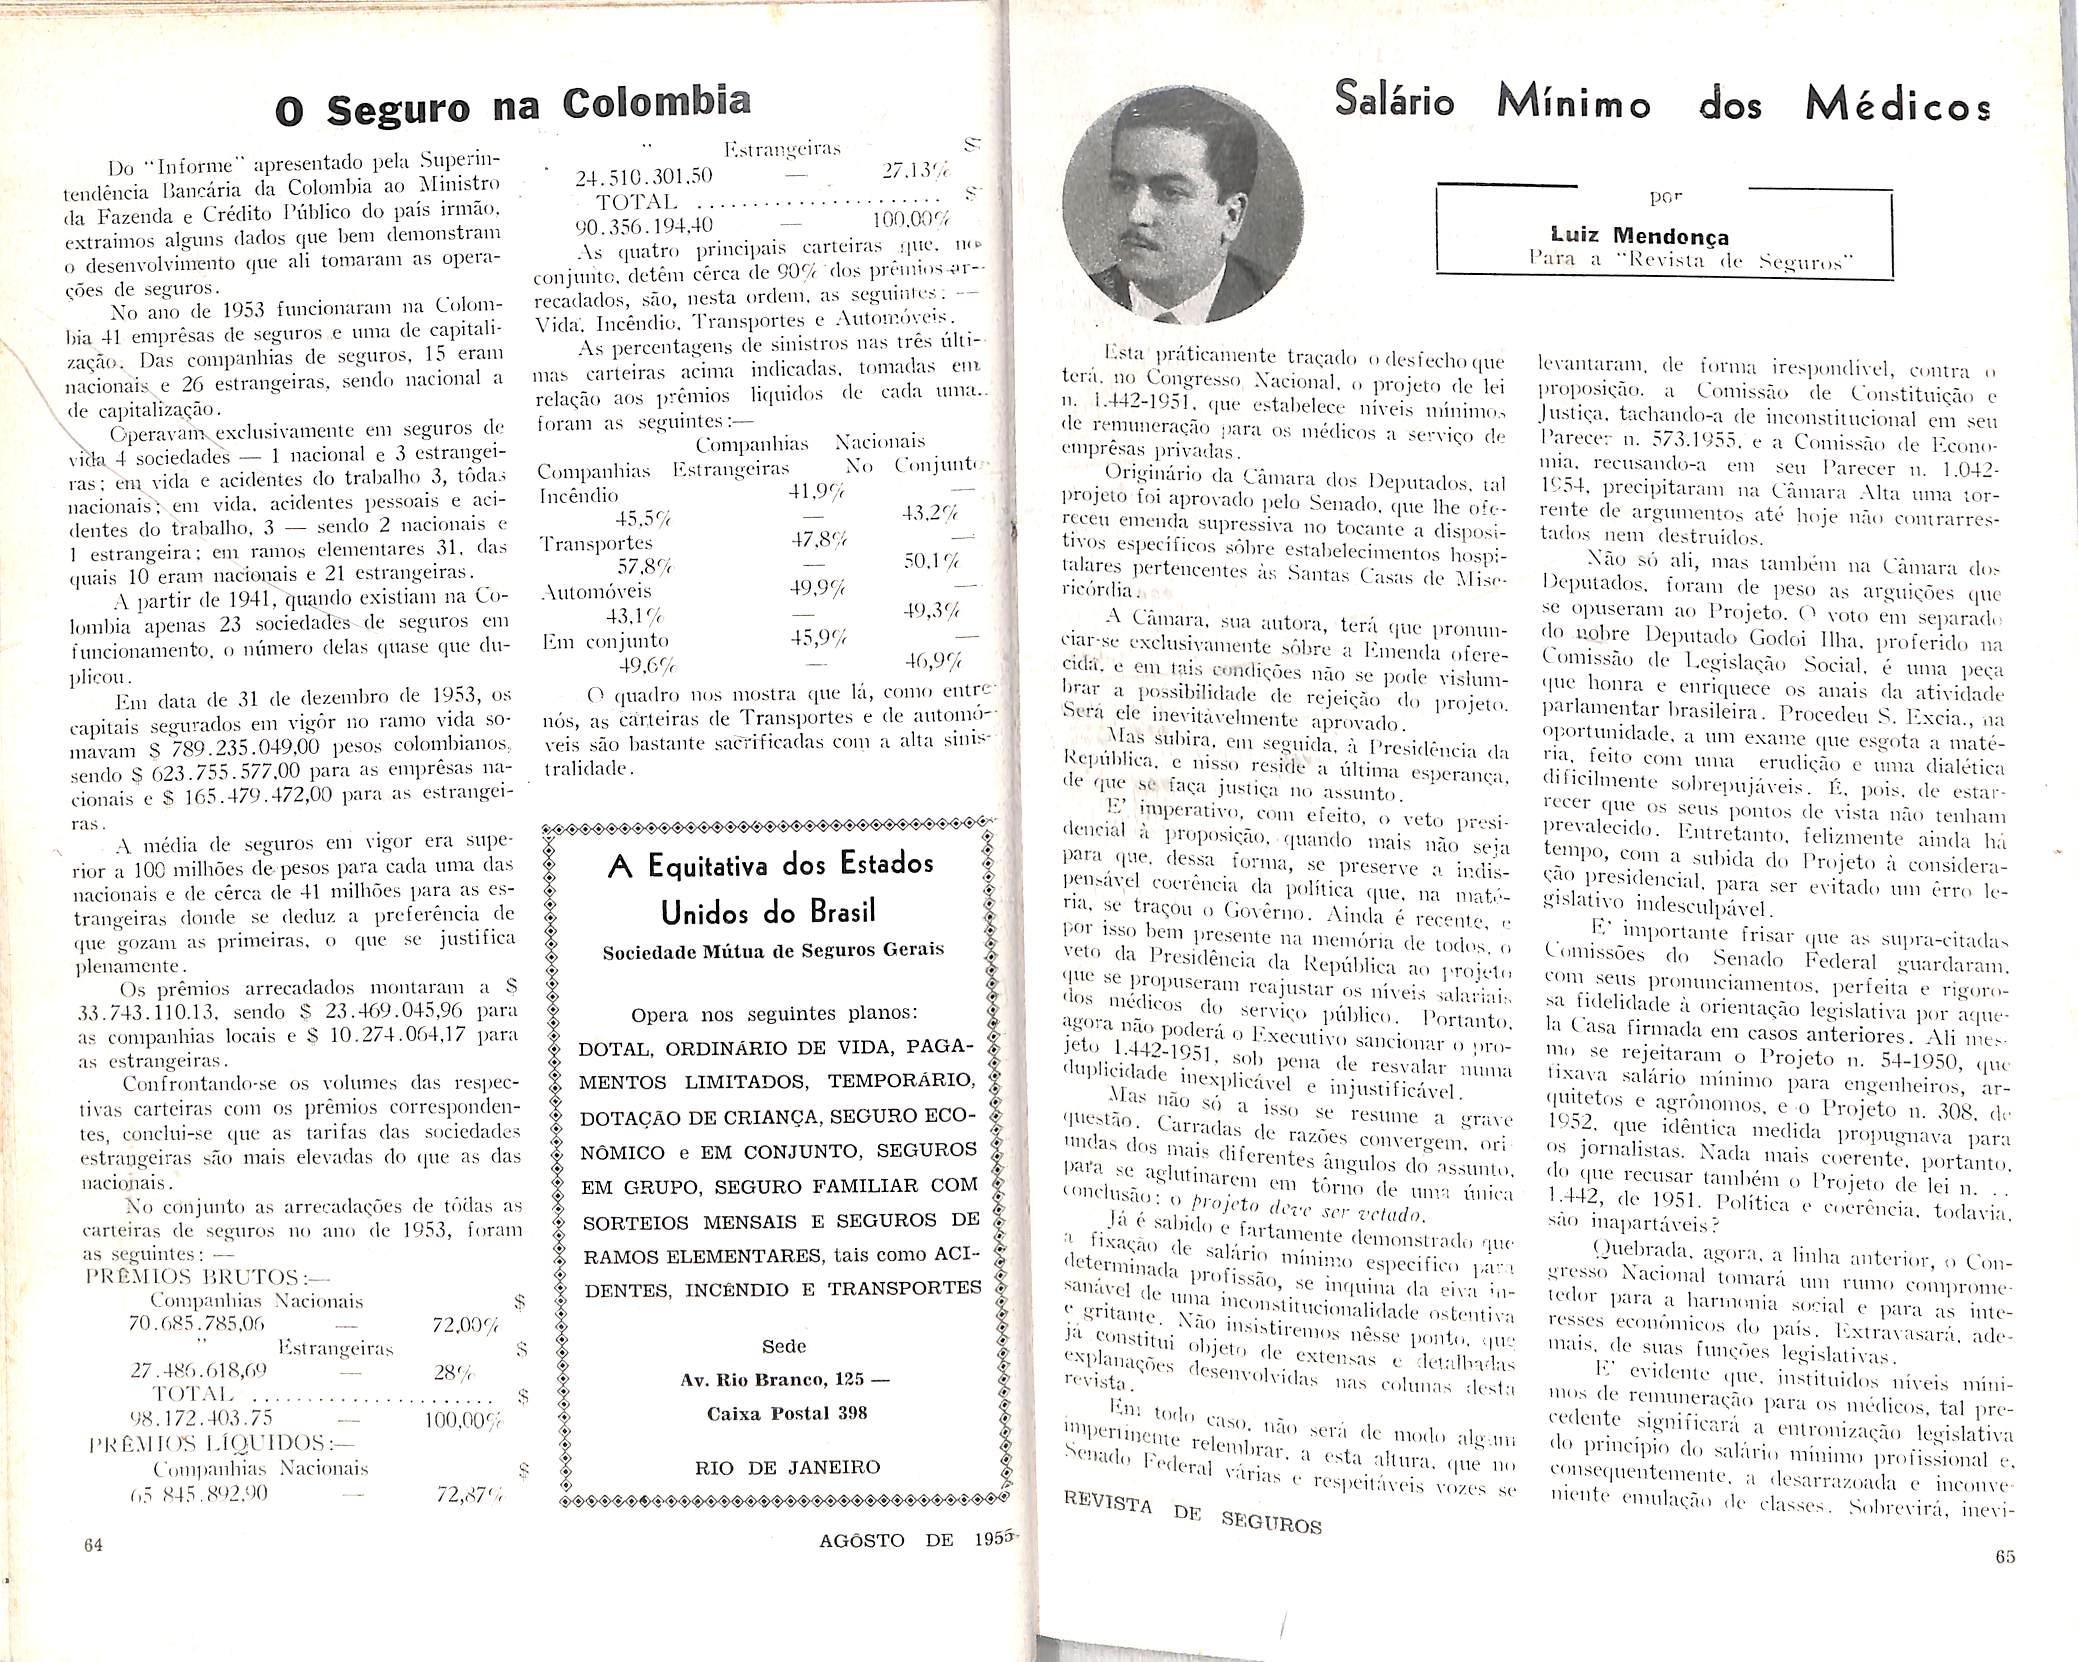 O Seguro na Colombia
Do "Informe" apresentado pela Superin-
tendência Bancária da Colombia ao Ministro
da Fazenda e Crédito Público do país irmão,
extraimos alguns dados que bem demonstram
o desenvolvimento que ali tomaram as opera-
ções de seguros.
No ano de 1953 funcionaram na Colom-
bia 41 emprêsas de seguros e uma de capitali-
zação. Das companhias de seguros, 15 eram
nacionais e 26 estrangeiras, sendo nacional a
de capitalização.
Operavam exclusivamente em seguros de
vida 4 sociedades — 1 nacional e 3 estrangei-
ras; em vida e acidentes do trabalho 3, tôdas
nacionais; em vida, acidentes pessoais e aci-
dentes do trabalho, 3 — sendo 2 nacionais e
1 estrangeira; em ramos elementares 31, das
quais 10 eram nacionais e 21 estrangeiras.
A partir de 1941, quando existiam na Co-
lombia apenas 23 sociedades de seguros em
funcionamento, o número delas quase que du-
plicou.
Em data de 31 de dezembro de 1953, os
capitais segurados em vigôr no ramo vida so-
mavam $ 789.235.049,00 pesos colombianos,
sendo $ 623.755.577,00 para as emprêsas na-
cionais e $ 165.479.472,00 para as estrangei-
ras.
A média de seguros em vigor era supe-
rior a 100 milhões de pesos para cada uma das
nacionais e de cêrca de 41 milhões para as es-
trangeiras donde se deduz a preferência de
que gozam as primeiras, o que se justifica
plenamente.
Os prêmios arrecadados montaram a $
33.743.110.13, sendo $ 23.469.045,96 para
as companhias locais e $ 10.274.064,17 para
as estrangeiras.
Confrontando-se os volumes das respec-
tivas carteiras com os prêmios corresponden-
tes, conclui-se que as tarifas das sociedades
estrangeiras são mais elevadas do que as das
nacionais.
No conjunto as arrecadações de tôdas as
carteiras de seguros no ano de 1953, foram
as seguintes: —
PRÊMIOS BRUTOS:—
Companhias Nacionais $
70.685.785,06 — 72,00%
" Estrangeiras $
27.486.618,69 — 28%
TOTAL ........................ $
98.172.403.75 — 100,00%
PRÊMIOS LÍQUIDOS:—
Companhias Nacionais $
65 845.892,90 — 72,87%
" Estrangeiras $
24.510.301,50 — 27,13%
TOTAL ........................ $
90.356.194,40 — 100,00%
As quatro principais carteiras que, no
conjunto, detêm cêrca de 90% dos prêmios ar-
recadados, são, nesta ordem, as seguintes: —
Vida, Incêndio, Transportes e Automóveis.
As percentagens de sinistros nas três últi-
mas carteiras acima indicadas, tomadas em
relação aos prêmios liquidos de cada uma,
foram as seguintes:—
Companhias Nacionais
Companhias Estrangeiras No Conjunto
Incêndio 41,9% —
45,5% — 43,2%
Transportes 47,8% —
57,8% — 50,1%
Automóveis 49,9% —
43,1% — 49,3%
Em conjunto 45,9% —
49,6% — 46,9%
O quadro nos mostra que lá, como entre
nós, as carteiras de Transportes e de automó-
veis são bastante sacrificadas com a alta sinis-
tralidade.
A Equitativa dos Estados
Unidos do Brasil
Sociedade Mútua de Seguros Gerais
Opera nos seguintes planos:
DOTAL, ORDINÁRIO DE VIDA, PAGA-
MENTOS LIMITADOS, TEMPORÁRIO,
DOTAÇÃO DE CRIANÇA, SEGURO ECO-
NÔMICO e EM CONJUNTO, SEGUROS
EM GRUPO, SEGURO FAMILIAR COM
SORTEIOS MENSAIS E SEGUROS DE
RAMOS ELEMENTARES, tais como ACI-
DENTES, INCÊNDIO E TRANSPORTES
Sede
Av. Rio Branco, 125 —
Caixa Postal 398
RIO DE JANEIRO
64
AGÔSTO DE 1955
Salário Mínimo dos Médicos
por
Luiz Mendonça
Para a "Revista de Seguros"
Esta práticamente traçado o desfecho que
terá, no Congresso Nacional, o projeto de lei
n. 1.442-1951, que estabelece níveis mínimos
de remuneração para os médicos a serviço de
emprêsas privadas.
Originário da Câmara dos Deputados, tal
projeto foi aprovado pelo Senado, que lhe ofe-
receu emenda supressiva no tocante a disposi-
tivos específicos sôbre estabelecimentos hospi-
talares pertencentes às Santas Casas de Mise-
ricórdia.
A Câmara, sua autora, terá que pronun-
ciar-se exclusivamente sôbre a Emenda ofere-
cida, e em tais condições não se pode vislum-
brar a possibilidade de rejeição do projeto.
Será ele inevitàvelmente aprovado.
Mas subira, em seguida, à Presidência da
República, e nisso reside a última esperança,
de que se faça justiça no assunto.
E' imperativo, com efeito, o veto presi-
dencial à proposição, quando mais não seja
para que, dessa forma, se preserve a indis-
pensável coerência da política que, na maté-
ria, se traçou o Govêrno. Ainda é recente, e
por isso bem presente na memória de todos, o
veto da Presidência da República ao projeto
que se propuseram reajustar os níveis salariais
dos médicos do serviço público. Portanto,
agora não poderá o Executivo sancionar o pro-
jeto 1.442-1951, sob pena de resvalar numa
duplicidade inexplicável e injustificável.
Mas não só a isso se resume a grave
questão. Carradas de razões convergem, ori
undas dos mais diferentes ângulos do assunto,
para se aglutinarem em tôrno de uma única
conclusão: o projeto deve ser vetado.
Já é sabido e fartamente demonstrado que
a fixação de salário mínimo específico para
determinada profissão, se inquina da eiva in-
sanável de uma inconstitucionalidade ostentiva
e gritante. Não insistiremos nêsse ponto, que
já constitui objeto de extensas e detalhadas
explanações desenvolvidas nas colunas desta
revista.
Em todo caso, não será de modo algum
impertinente relembrar, a esta altura, que no
Senado Federal várias e respeitáveis vozes se
levantaram, de forma irespondível, contra o
proposição. a Comissão de Constituição e
Justiça, tachando-a de inconstitucional em seu
Parecer n. 573.1955, e a Comissão de Econo-
mia, recusando-a em seu Parecer n. 1.042-
1954, precipitaram na Câmara Alta uma tor-
rente de argumentos até hoje não contrarres-
tados nem destruidos.
Não só ali, mas também na Câmara dos
Deputados, foram de peso as arguições que
se opuseram ao Projeto. O voto em separado
do nobre Deputado Godoi Ilha, proferido na
Comissão de Legislação Social, é uma peça
que honra e enriquece os anais da atividade
parlamentar brasileira. Procedeu S. Excia., na
oportunidade, a um exame que esgota a maté-
ria, feito com uma erudição e uma dialética
dificilmente sobrepujáveis. É, pois, de estar-
recer que os seus pontos de vista não tenham
prevalecido. Entretanto, felizmente ainda há
tempo, com a subida do Projeto à considera-
ção presidencial, para ser evitado um êrro le-
gislativo indesculpável.
E' importante frisar que as supra-citadas
Comissões do Senado Federal guardaram,
com seus pronunciamentos, perfeita e rigoro-
sa fidelidade à orientação legislativa por aque-
la Casa firmada em casos anteriores. Ali mes-
mo se rejeitaram o Projeto n. 54-1950, que
fixava salário mínimo para engenheiros, ar-
quitetos e agrônomos, e o Projeto n. 308, de
1952, que idêntica medida propugnava para
os jornalistas. Nada mais coerente, portanto,
do que recusar também o Projeto de lei n. ..
1.442, de 1951. Política e coerência, todavia,
são inapartáveis?
Quebrada, agora, a linha anterior, o Con-
gresso Nacional tomará um rumo comprome-
tedor para a harmonia social e para as inte-
resses econômicos do país. Extravasará, ade-
mais, de suas funções legislativas.
E' evidente que, instituidos níveis míni-
mos de remuneração para os médicos, tal pre-
cedente significará a entronização legislativa
do princípio do salário mínimo profissional e,
consequentemente, a desarrazoada e inconve-
niente emulação de classes. Sobrevirá, inevi-
REVISTA DE SEGUROS
65